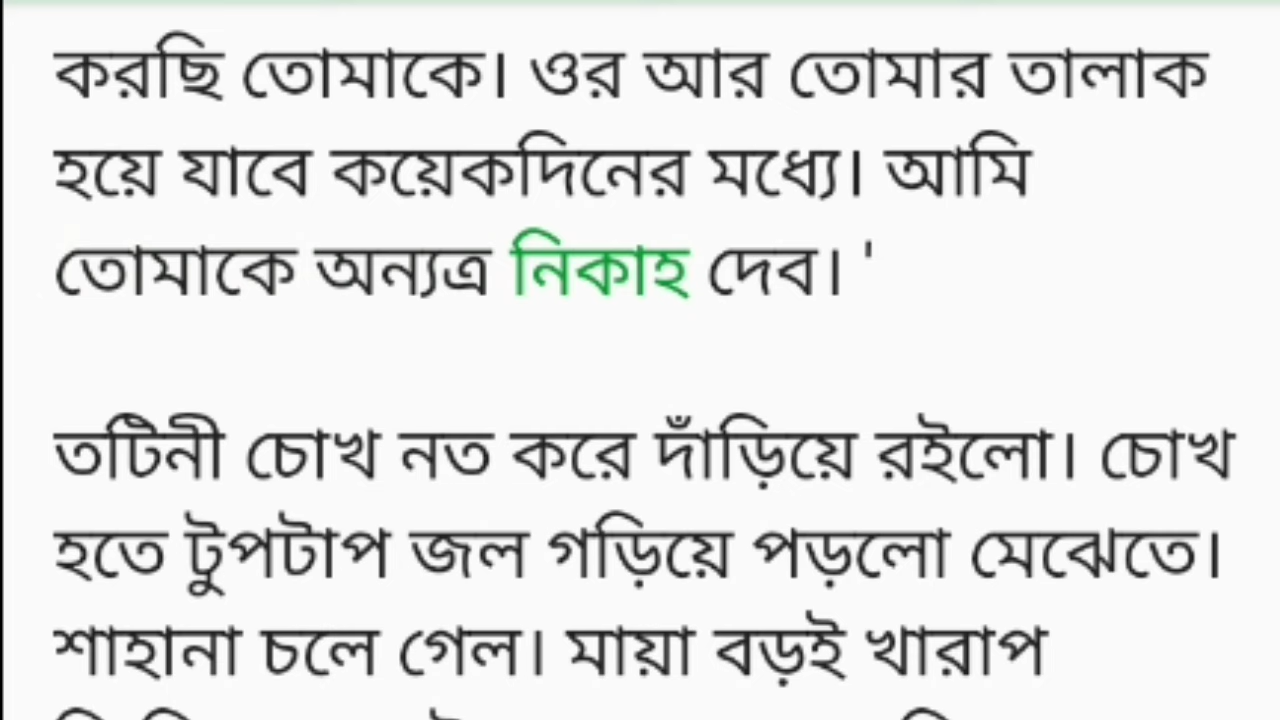 করছি তোমাকে। ওর আর তোমার তালাক
হয়ে যাবে কয়েকদিনের মধ্যে। আমি
তোমাকে অন্যত্র নিকাহ দেব। '
তটিনী চোখ নত করে দাঁড়িয়ে রইলো। চোখ
হতে টুপটাপ জল গড়িয়ে পড়লো মেঝেতে।
শাহানা চলে গেল। মায়া বড়ই খারাপ